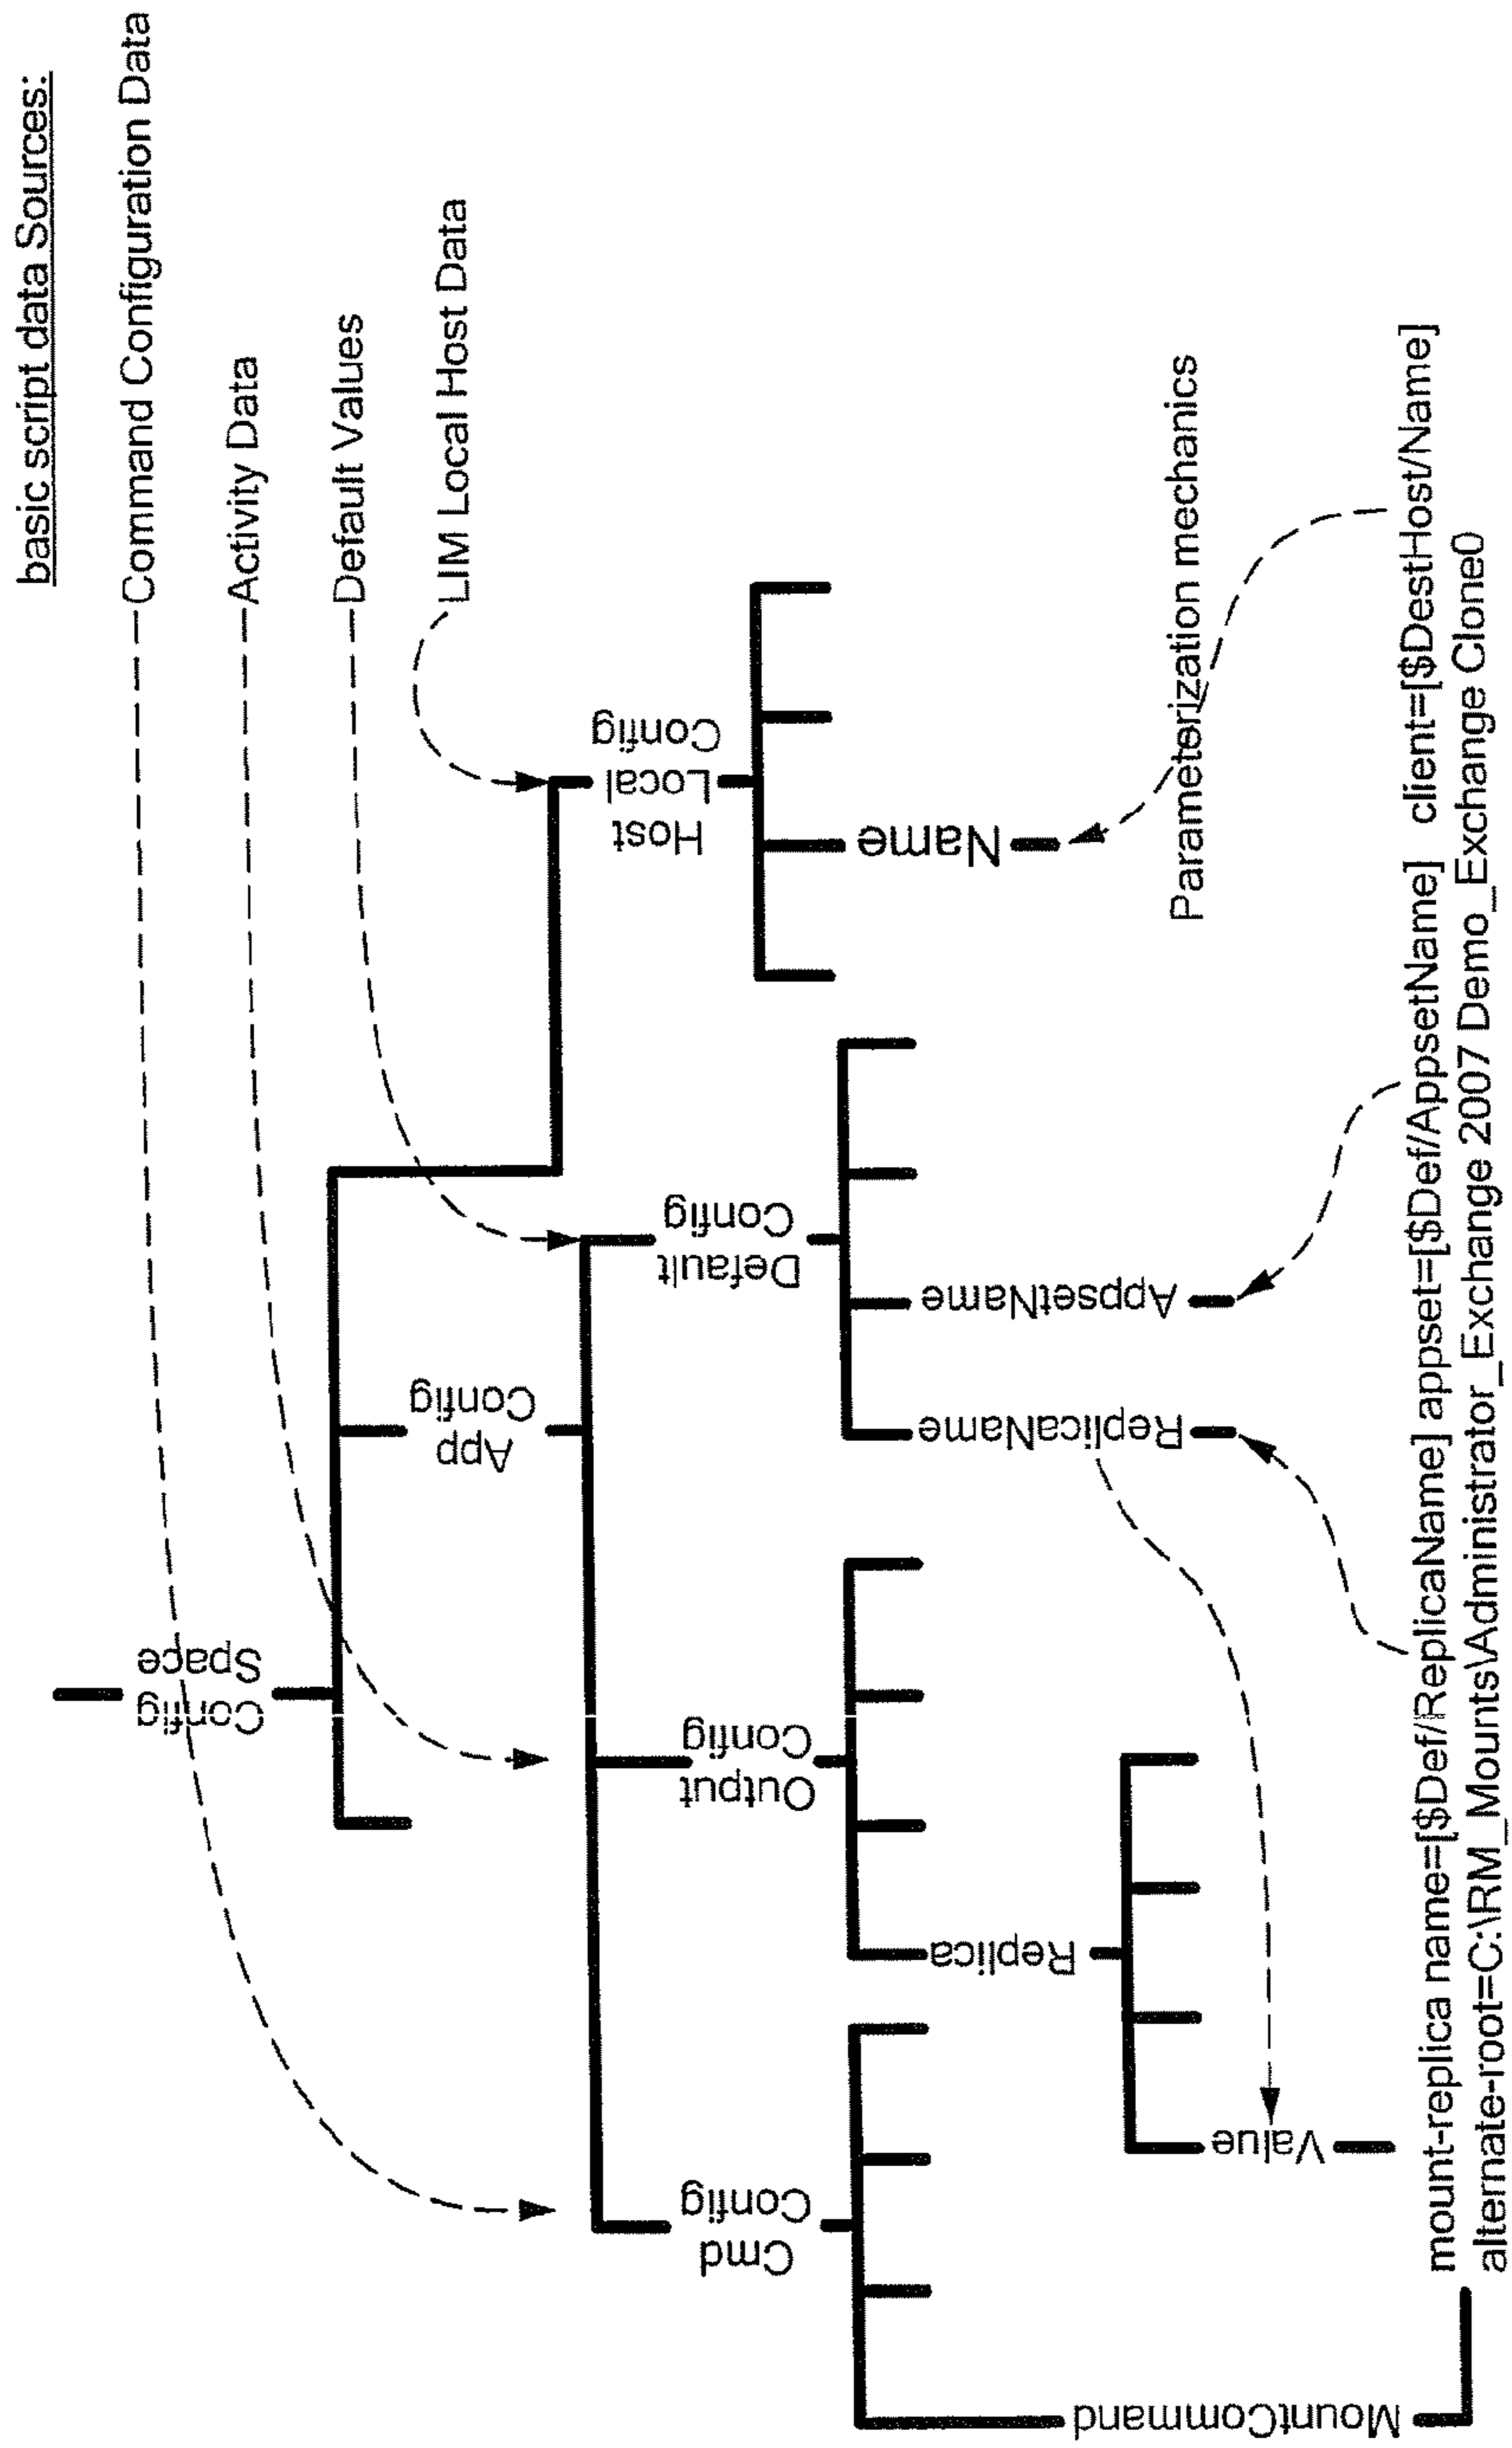 basic script data Sources:
Command Configuration Data
Activity Data
Default Values
LIM Local Host Data
Config
Space
App
Config
Host
Local
Config
Cmd
Config
Output
Config
Default
Config
MountCommand
Replica
Value
ReplicaName
AppsetName
Name
Parameterization mechanics
mount-replica name=[$Def/ReplicaName] appset=[$Def/AppsetName] client=[$DestHost/Name]
alternate-root=C:\RM_Mounts\Administrator_Exchange 2007 Demo_Exchange Clone0